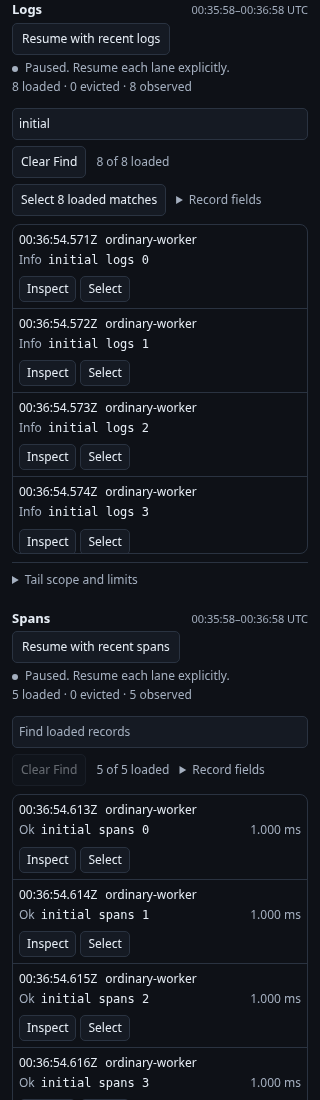 Logs 00:35:58–00:36:58 UTC
Resume with recent logs
Paused. Resume each lane explicitly.
8 loaded · 0 evicted · 8 observed
initial
Clear Find 8 of 8 loaded
Select 8 loaded matches ▶ Record fields
00:36:54.571Z ordinary-worker
Info initial logs 0
Inspect Select
00:36:54.572Z ordinary-worker
Info initial logs 1
Inspect Select
00:36:54.573Z ordinary-worker
Info initial logs 2
Inspect Select
00:36:54.574Z ordinary-worker
Info initial logs 3
Inspect Select
▶ Tail scope and limits
Spans 00:35:58–00:36:58 UTC
Resume with recent spans
Paused. Resume each lane explicitly.
5 loaded · 0 evicted · 5 observed
Find loaded records
Clear Find 5 of 5 loaded ▶ Record fields
00:36:54.613Z ordinary-worker
Ok initial spans 0 1.000 ms
Inspect Select
00:36:54.614Z ordinary-worker
Ok initial spans 1 1.000 ms
Inspect Select
00:36:54.615Z ordinary-worker
Ok initial spans 2 1.000 ms
Inspect Select
00:36:54.616Z ordinary-worker
Ok initial spans 3 1.000 ms